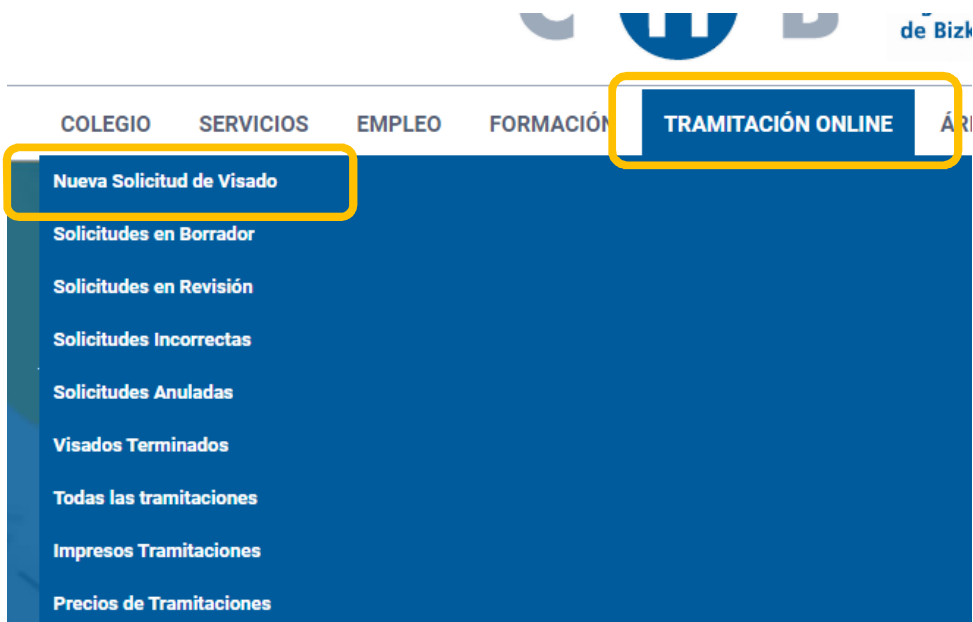 de Bizk
COLEGIO SERVICIOS EMPLEO FORMACIÓN TRAMITACIÓN ONLINE
Nueva Solicitud de Visado
Solicitudes en Borrador
Solicitudes en Revisión
Solicitudes Incorrectas
Solicitudes Anuladas
Visados Terminados
Todas las tramitaciones
Impresos Tramitaciones
Precios de Tramitaciones